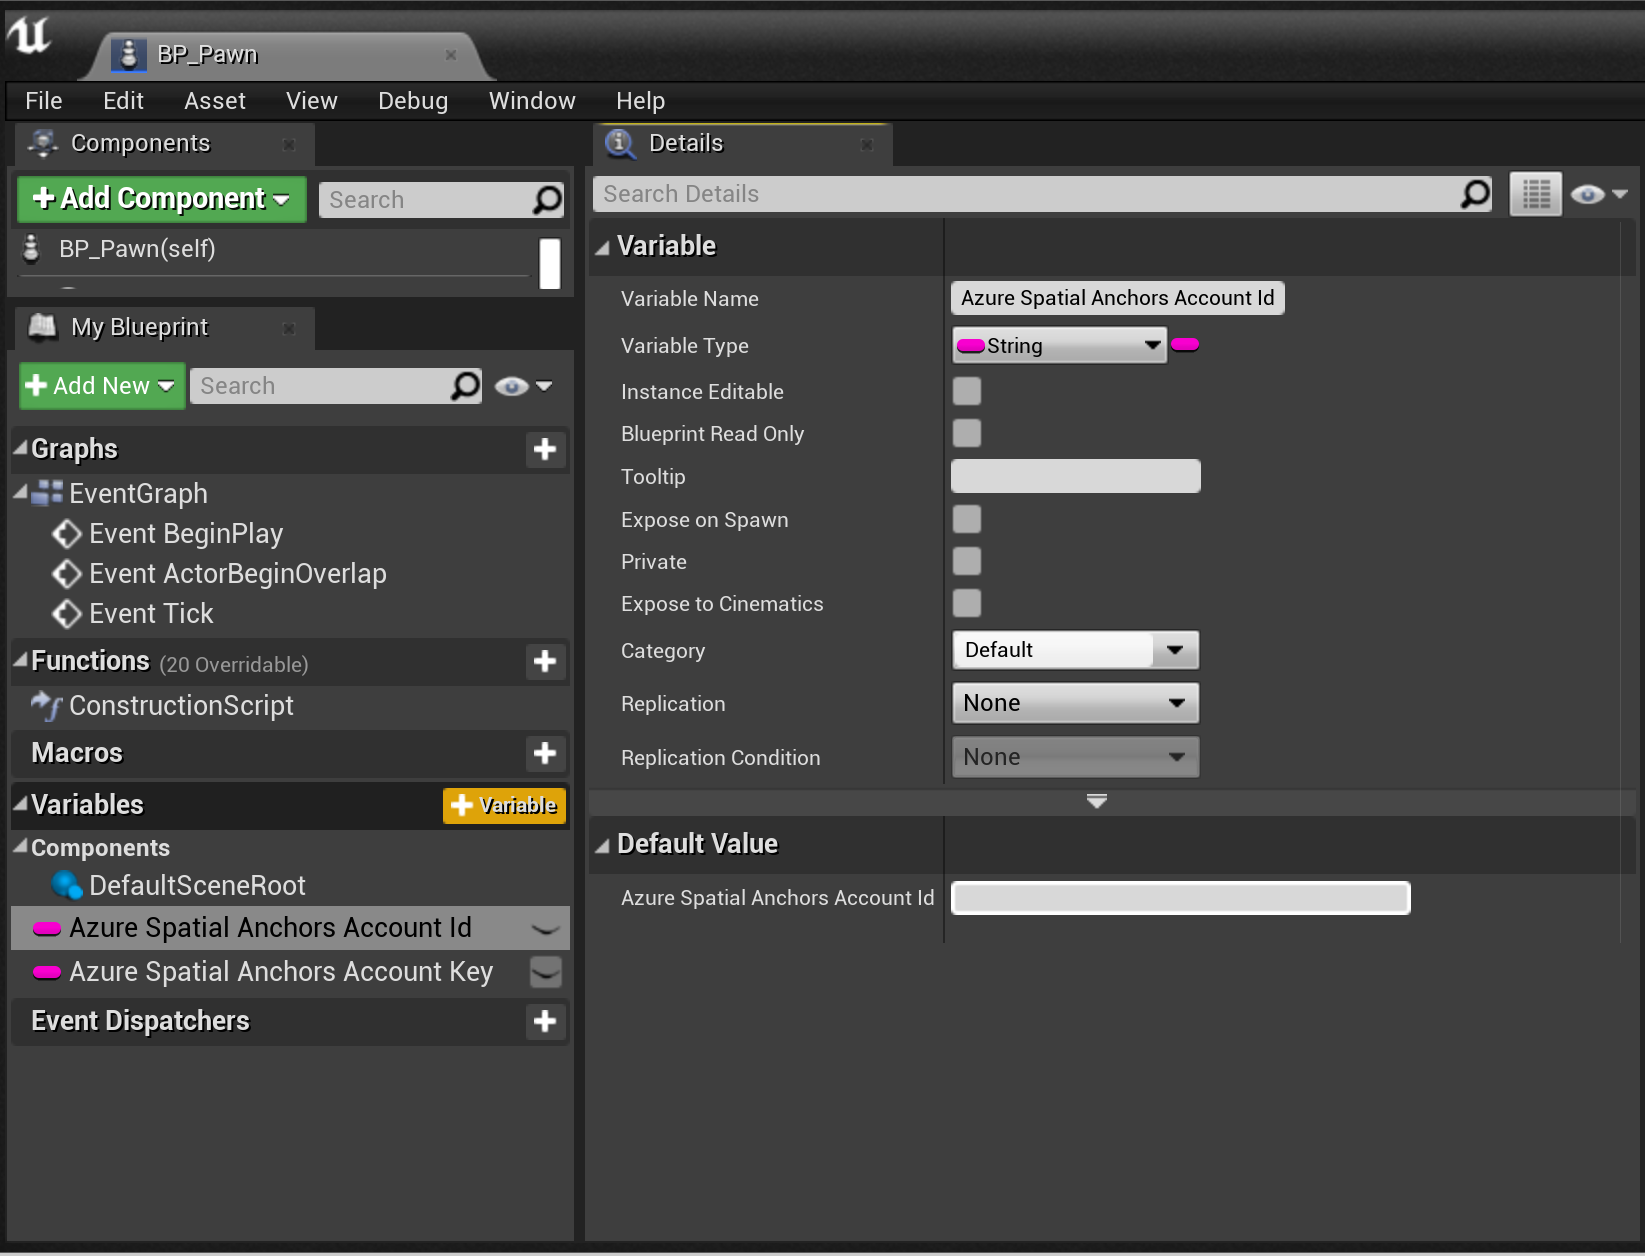 BP_Pawn
File Edit Asset View Debug Window Help
Components
Add Component
Search
BP_Pawn(self)
My Blueprint
Add New
Search
Graphs
EventGraph
Event BeginPlay
Event ActorBeginOverlap
Event Tick
Functions (20 Overridable)
ConstructionScript
Macros
Variables
Variable
Components
DefaultSceneRoot
Azure Spatial Anchors Account Id
Azure Spatial Anchors Account Key
Event Dispatchers
Details
Search Details
Variable
Variable Name Azure Spatial Anchors Account Id
Variable Type String
Instance Editable
Blueprint Read Only
Tooltip
Expose on Spawn
Private
Expose to Cinematics
Category Default
Replication None
Replication Condition None
Default Value
Azure Spatial Anchors Account Id